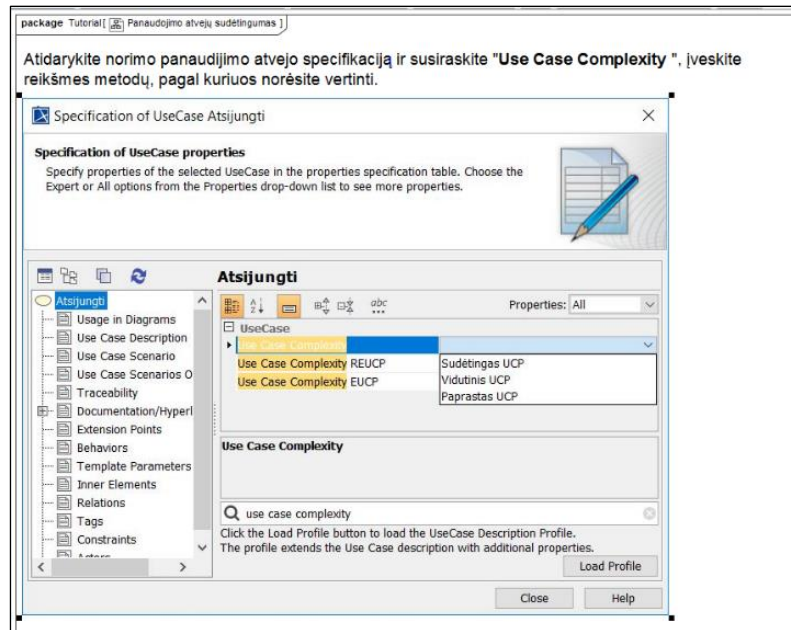 package Tutorial[ Panaudojimo atvejų sudėtingumas ]
Atidarykite norimo panaudijimo atvejo specifikaciją ir susiraskite "Use Case Complexity ", įveskite
reikšmes metodų, pagal kuriuos norėsite vertinti.
Specification of UseCase Atsijungti
Specification of UseCase properties
Specify properties of the selected UseCase in the properties specification table. Choose the
Expert or All options from the Properties drop-down list to see more properties.
Atsijungti
Properties: All
Atsijungti
Usage in Diagrams
Use Case Description
Use Case Scenario
Use Case Scenarios O
Traceability
Documentation/Hyperl
Extension Points
Behaviors
Template Parameters
Inner Elements
Relations
Tags
Constraints
Actors
UseCase
Use Case Complexity
Use Case Complexity REUCP
Use Case Complexity EUCP
Sudėtingas UCP
Vidutinis UCP
Paprastas UCP
Use Case Complexity
use case complexity
Click the Load Profile button to load the UseCase Description Profile.
The profile extends the Use Case description with additional properties.
Load Profile
Close
Help